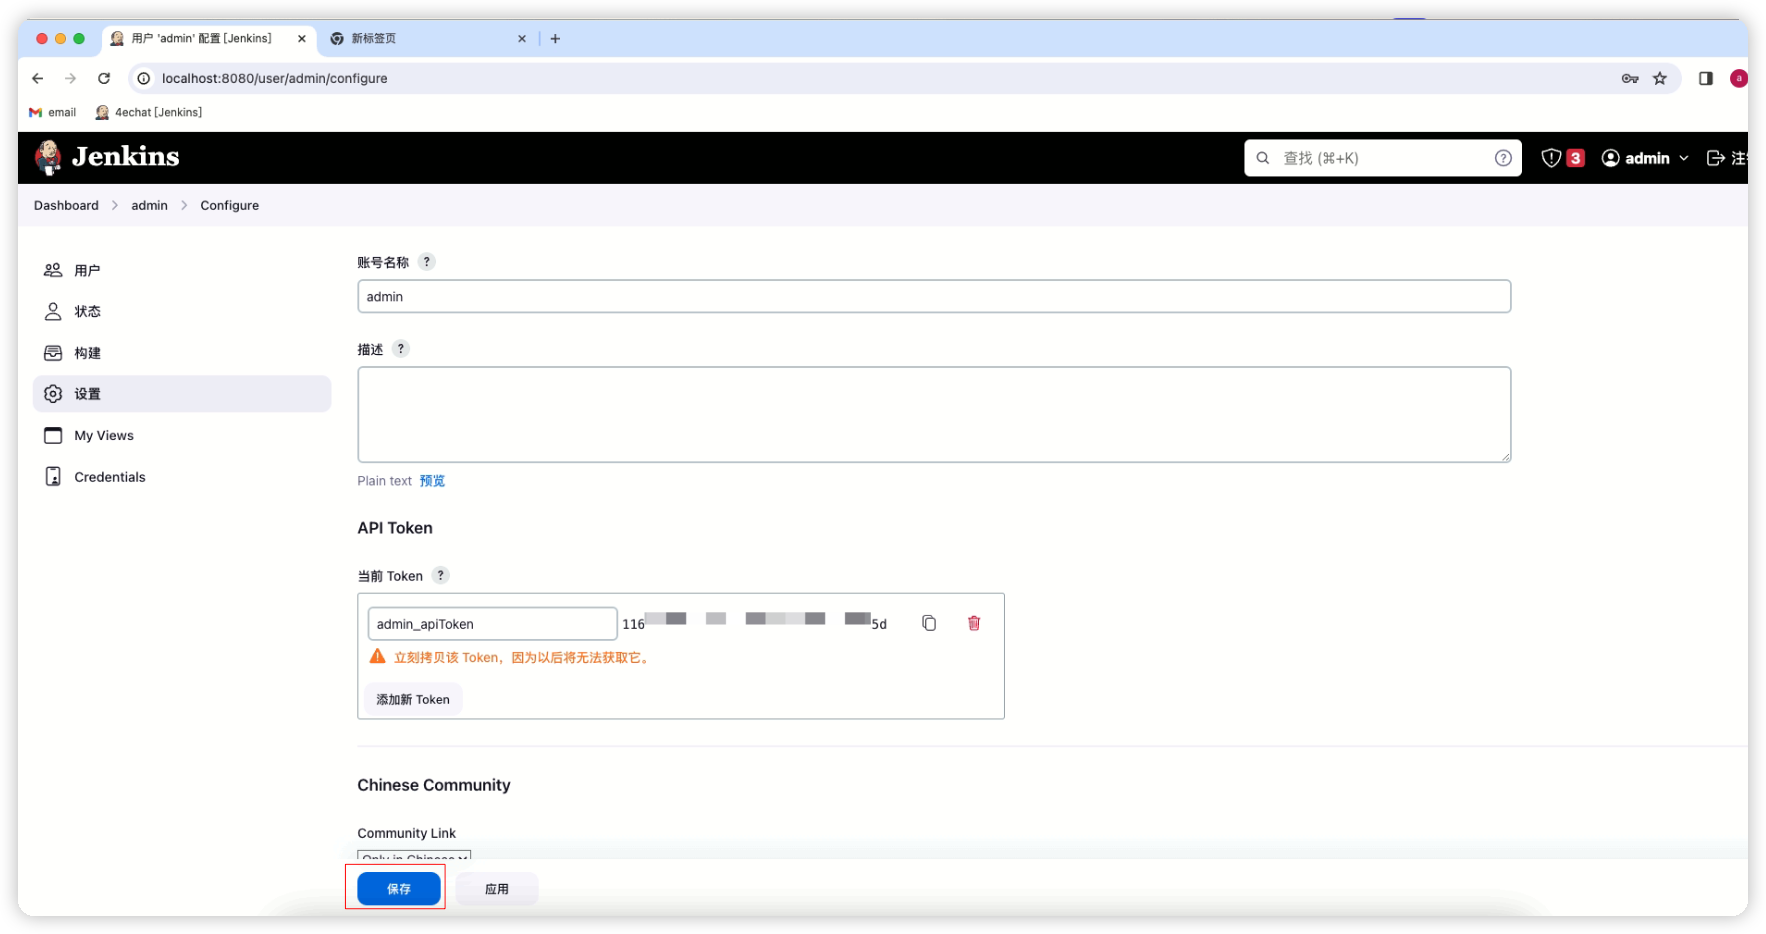 用户 'admin' 配置 [Jenkins]
新标签页
localhost:8080/user/admin/configure
a
email
4echat [Jenkins]
Jenkins
查找 (⌘+K)
3
admin
Dashboard
admin
Configure
用户
状态
构建
设置
My Views
Credentials
账号名称 ?
admin
描述 ?
Plain text 预览
API Token
当前 Token ?
admin_apiToken
116
5d
立刻拷贝该 Token，因为以后将无法获取它。
添加新 Token
Chinese Community
Community Link
Only in Chinese
保存
应用